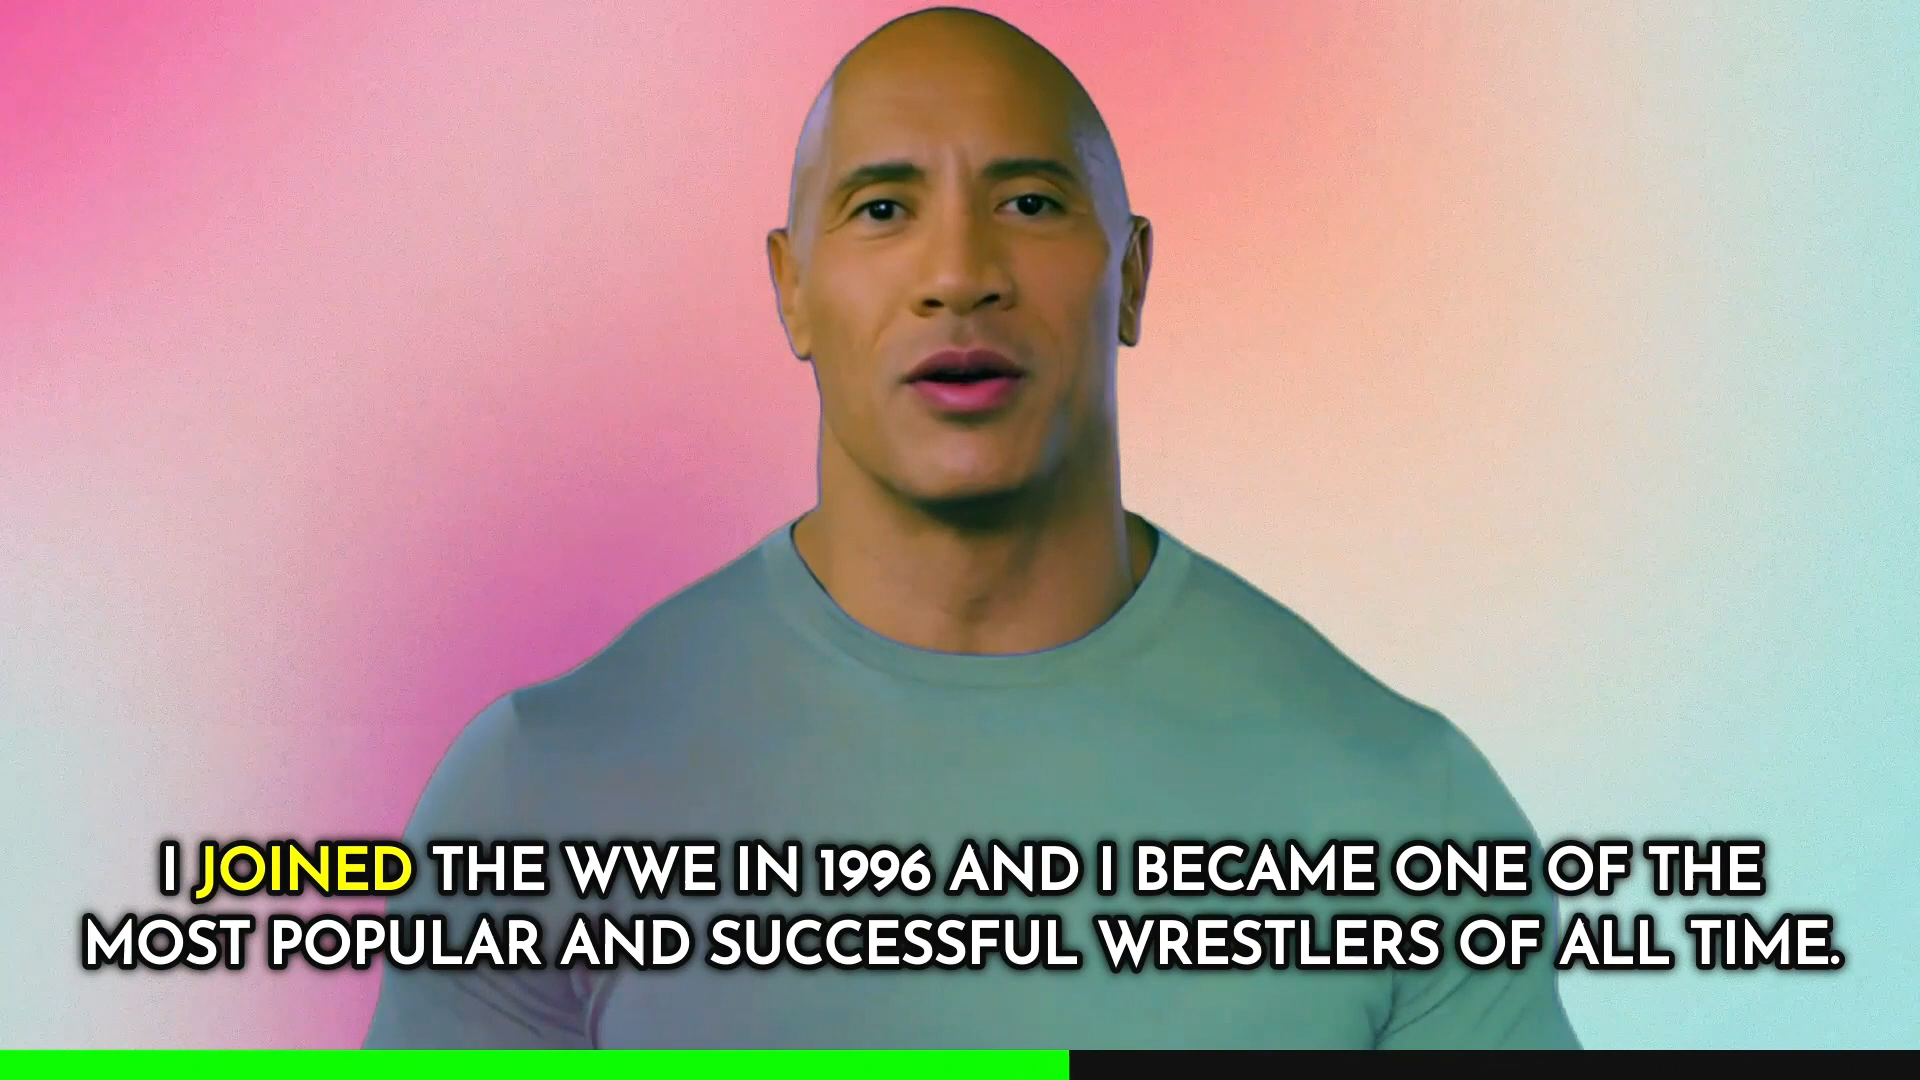 I JOINED THE WWE IN 1996 AND I BECAME ONE OF THE
MOST POPULAR AND SUCCESSFUL WRESTLERS OF ALL TIME.